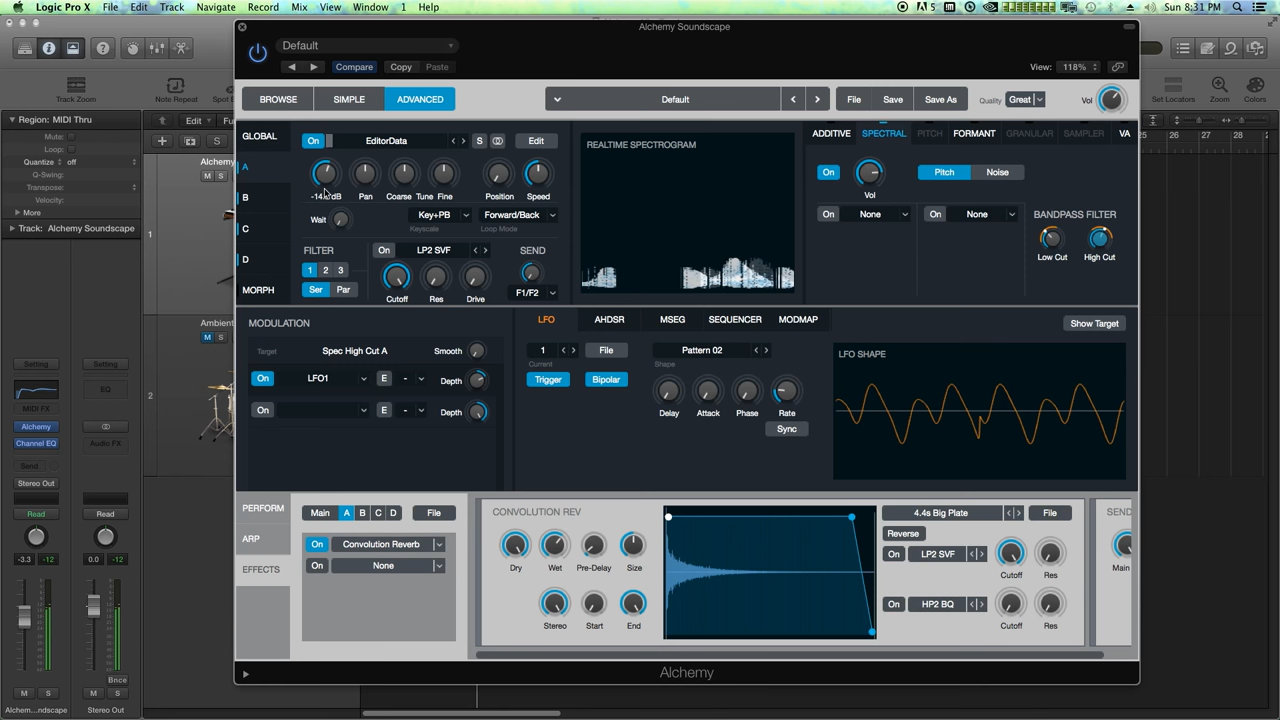 Logic Pro X File Edit Track Navigate Record Mix View Window 1 Help
5 Sun 8:31 PM
Alchemy Soundscape
Default
Compare Copy Paste
View: 118%
Track Zoom Note Repeat
Set Locators Zoom Colors
BROWSE SIMPLE ADVANCED
Default
File Save Save As Quality Great Vol
Region: MIDI Thru
Mute:
Loop:
Quantize off
Q-Swing:
Transpose:
Velocity:
More
Track: Alchemy Soundscape
Edit
Alchemy
M S
1
Ambient
M
2
25 26 27 28
GLOBAL
A
B
C
D
MORPH
On EditorData S Edit
Pan Coarse Tune Fine Position Speed
Wait Key+PB Forward/Back
Keyscale Loop Mode
FILTER On LP2 SVF SEND
1 2 3
Ser Par Cutoff Res Drive F1/F2
REALTIME SPECTROGRAM
ADDITIVE SPECTRAL PITCH FORMANT GRANULAR SAMPLER VA
On Vol Pitch Noise
On None On None
BANDPASS FILTER
Low Cut High Cut
MODULATION
Target Spec High Cut A Smooth
On LFO1 E - Depth
On E - Depth
LFO AHDSR MSEG SEQUENCER MODMAP
Show Target
1 File Pattern 02
Current Shape
Trigger Bipolar
Delay Attack Phase Rate
Sync
LFO SHAPE
PERFORM
ARP
EFFECTS
Main A B C D File
On Convolution Reverb
On None
CONVOLUTION REV
Dry Wet Pre-Delay Size
Stereo Start End
4.4s Big Plate File
Reverse
On LP2 SVF Cutoff Res
On HP2 BQ Cutoff Res
SEND
Main
Alchemy
Setting Setting
EQ
MIDI FX
Alchemy
Channel EQ Audio FX
Send
Stereo Out
Read Read
-3.3 -12 0.0 -12
Bnce
M S M S
Alchem...ndscape Stereo Out